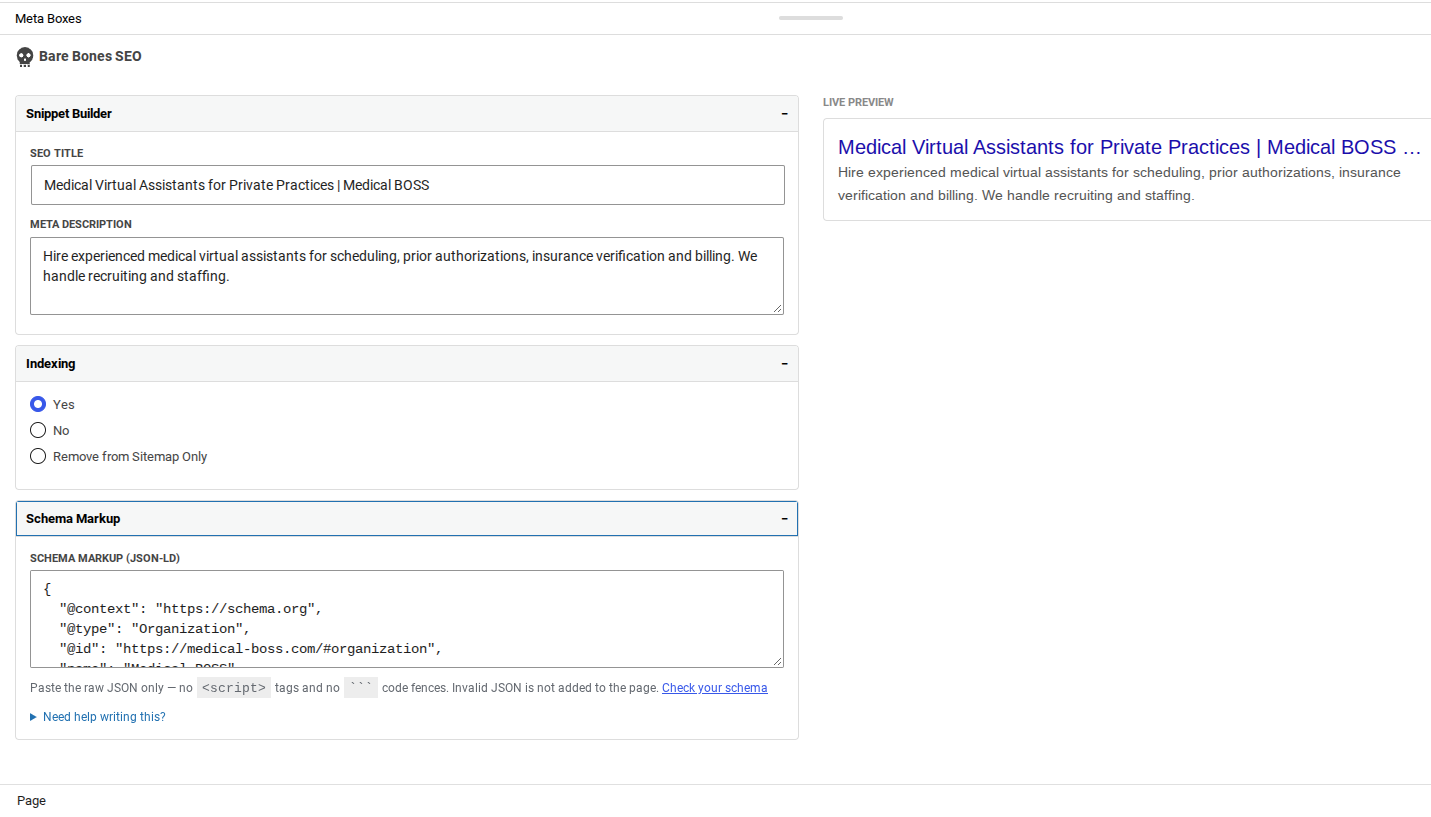 Meta Boxes
Bare Bones SEO
Snippet Builder
–
SEO TITLE
Medical Virtual Assistants for Private Practices | Medical BOSS
META DESCRIPTION
Hire experienced medical virtual assistants for scheduling, prior authorizations, insurance verification and billing. We
handle recruiting and staffing.
LIVE PREVIEW
Medical Virtual Assistants for Private Practices | Medical BOSS …
Hire experienced medical virtual assistants for scheduling, prior authorizations, insurance
verification and billing. We handle recruiting and staffing.
Indexing
–
Yes
No
Remove from Sitemap Only
Schema Markup
–
SCHEMA MARKUP (JSON-LD)
{
"@context": "https://schema.org",
"@type": "Organization",
"@id": "https://medical-boss.com/#organization",
"name": "Medical BOSS",
Paste the raw JSON only — no <script> tags and no ``` code fences. Invalid JSON is not added to the page. Check your schema
Need help writing this?
Page